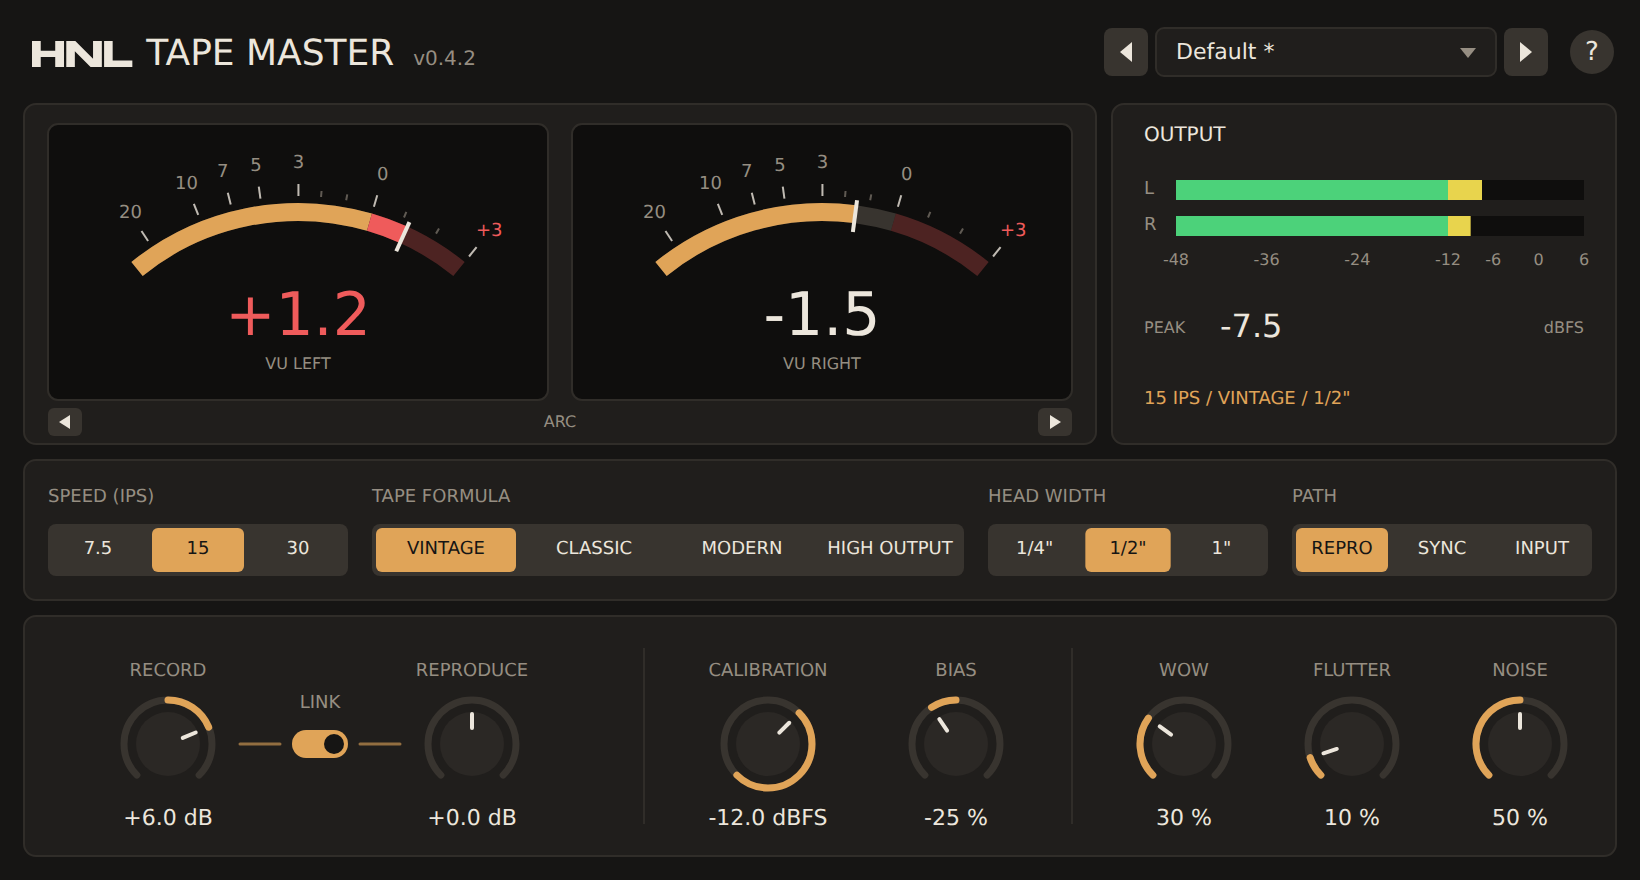 HNL TAPE MASTER v0.4.2
Default *
?
20 10 7 5 3 0 +3
+1.2
VU LEFT
20 10 7 5 3 0 +3
-1.5
VU RIGHT
ARC
OUTPUT
L
R
-48 -36 -24 -12 -6 0 6
PEAK -7.5 dBFS
15 IPS / VINTAGE / 1/2"
SPEED (IPS)
7.5 15 30
TAPE FORMULA
VINTAGE CLASSIC MODERN HIGH OUTPUT
HEAD WIDTH
1/4" 1/2" 1"
PATH
REPRO SYNC INPUT
RECORD
+6.0 dB
LINK
REPRODUCE
+0.0 dB
CALIBRATION
-12.0 dBFS
BIAS
-25 %
WOW
30 %
FLUTTER
10 %
NOISE
50 %